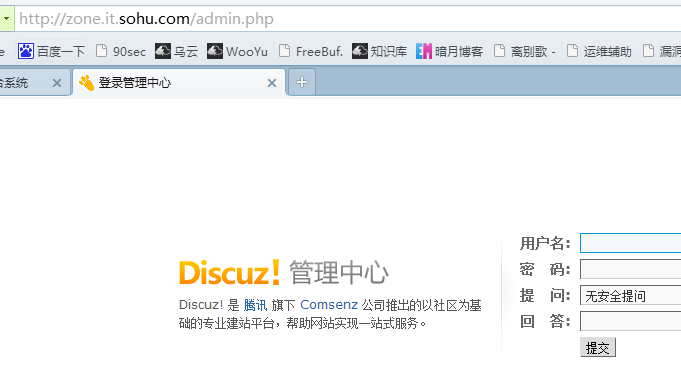 http://zone.it.sohu.com/admin.php
e 百度一下 90sec 乌云 WooYu FreeBuf. 知识库 暗月博客 离别歌 - 运维辅助 漏洞
台系统 登录管理中心
Discuz! 管理中心
Discuz! 是 腾讯 旗下 Comsenz 公司推出的以社区为基
础的专业建站平台，帮助网站实现一站式服务。
用户名:
密 码:
提 问: 无安全提问
回 答:
提交